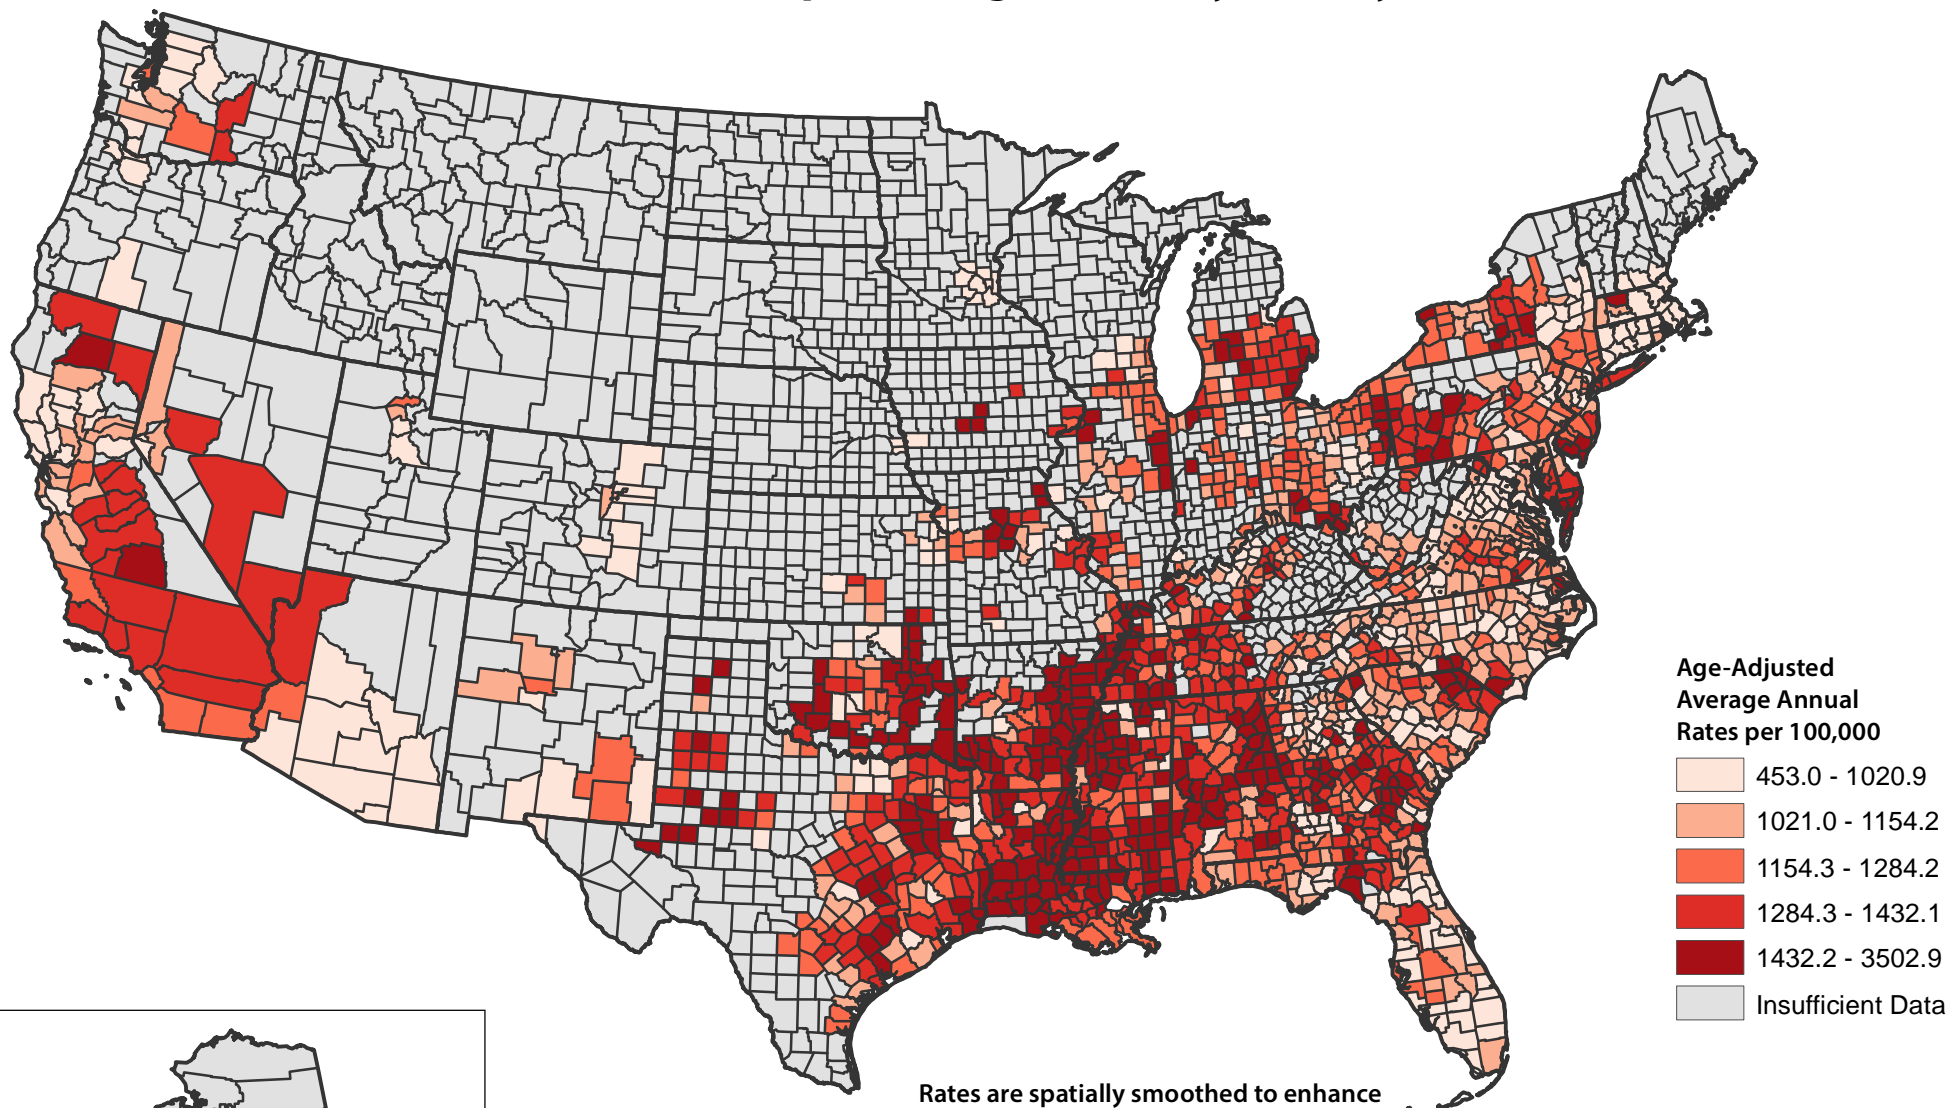 Age-Adjusted
Average Annual
Rates per 100,000
453.0 - 1020.9
1021.0 - 1154.2
1154.3 - 1284.2
1284.3 - 1432.1
1432.2 - 3502.9
Insufficient Data
Rates are spatially smoothed to enhance